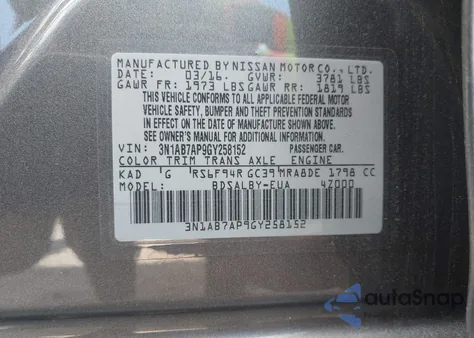 MANUFACTURED BY NISSAN MOTOR CO., LTD.
DATE: 03/16. GVWR: 3781 LBS
GAWR FR: 1973 LBS GAWR RR: 1819 LBS
THIS VEHICLE CONFORMS TO ALL APPLICABLE FEDERAL MOTOR
VEHICLE SAFETY, BUMPER, AND THEFT PREVENTION STANDARDS
IN EFFECT ON THE DATE OF MANUFACTURE SHOWN ABOVE.
SEE OWNER'S MANUAL FOR ADDITIONAL INFORMATION.
VIN: 3N1AB7AP9GY258152 PASSENGER CAR.
COLOR TRIM TRANS AXLE ENGINE
KAD G RS6F94R GC39 MRA8DE 1798 CC
MODEL: BDSALBY-EUA 4Z000
3N1AB7AP9GY258152
autoSnap